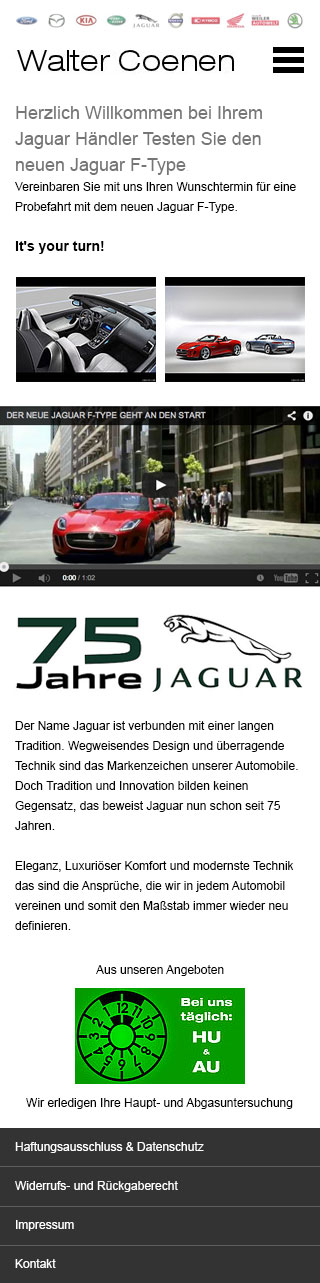 Ford mazda KIA JAGUAR KYMCO HONDA
Walter Coenen
Herzlich Willkommen bei Ihrem
Jaguar Händler Testen Sie den
neuen Jaguar F-Type
Vereinbaren Sie mit uns Ihren Wunschtermin für eine
Probefahrt mit dem neuen Jaguar F-Type.
It's your turn!
DER NEUE JAGUAR F-TYPE GEHT AN DEN START
0:00 / 1:02
YouTube
75
Jahre JAGUAR
Der Name Jaguar ist verbunden mit einer langen
Tradition. Wegweisendes Design und überragende
Technik sind das Markenzeichen unserer Automobile.
Doch Tradition und Innovation bilden keinen
Gegensatz, das beweist Jaguar nun schon seit 75
Jahren.
Eleganz, Luxuriöser Komfort und modernste Technik
das sind die Ansprüche, die wir in jedem Automobil
vereinen und somit den Maßstab immer wieder neu
definieren.
Aus unseren Angeboten
12
Bei uns
täglich:
HU
&
AU
Wir erledigen Ihre Haupt- und Abgasuntersuchung
Haftungsausschluss & Datenschutz
Widerrufs- und Rückgaberecht
Impressum
Kontakt